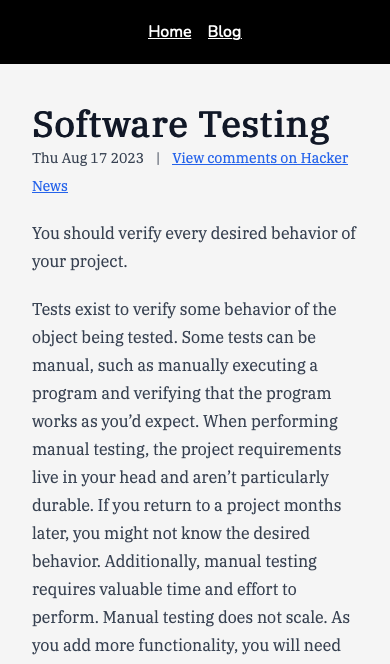 Home Blog
Software Testing
Thu Aug 17 2023 | View comments on Hacker
News
You should verify every desired behavior of
your project.
Tests exist to verify some behavior of the
object being tested. Some tests can be
manual, such as manually executing a
program and verifying that the program
works as you’d expect. When performing
manual testing, the project requirements
live in your head and aren’t particularly
durable. If you return to a project months
later, you might not know the desired
behavior. Additionally, manual testing
requires valuable time and effort to
perform. Manual testing does not scale. As
you add more functionality, you will need